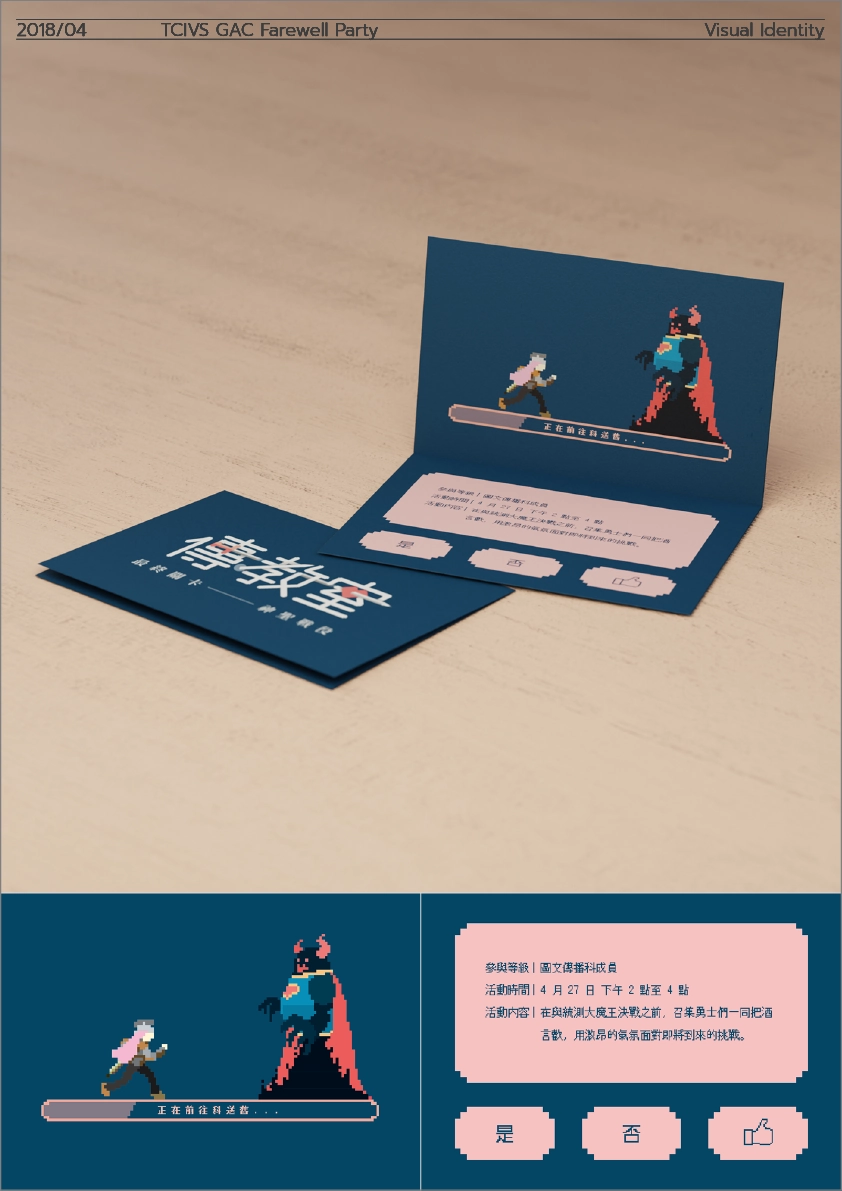 2018/04 TCIVS GAC Farewell Party Visual Identity
正在前往科送舊...
參與等級 | 圖文傳播科成員
活動時間 | 4 月 27 日 下午 2 點至 4 點
活動內容 | 在與統測大魔王決戰之前，召集勇士們一同把酒
言歡，用激昂的氣氛面對即將到來的挑戰。
是 否
傳教室
最終關卡——神聖戰役
正在前往科送舊...
參與等級 | 圖文傳播科成員
活動時間 | 4 月 27 日 下午 2 點至 4 點
活動內容 | 在與統測大魔王決戰之前，召集勇士們一同把酒
言歡，用激昂的氣氛面對即將到來的挑戰。
是 否